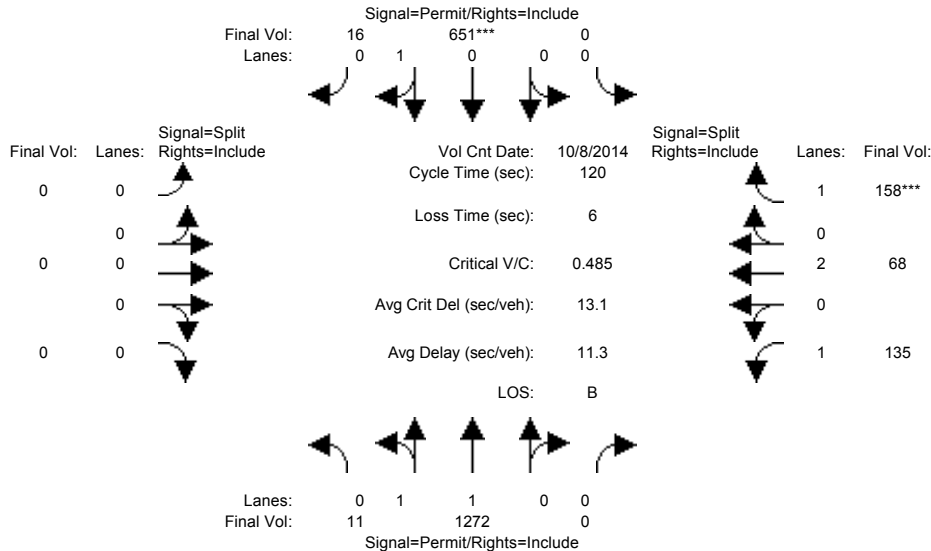 Signal=Permit/Rights=Include
Final Vol: 16 651*** 0
Lanes: 0 1 0 0 0
Signal=Split Signal=Split
Final Vol: Lanes: Rights=Include Vol Cnt Date: 10/8/2014 Rights=Include Lanes: Final Vol:
Cycle Time (sec): 120
0 0 1 158***
Loss Time (sec): 6
0 0
0 0 Critical V/C: 0.485 2 68
0 Avg Crit Del (sec/veh): 13.1 0
0 0 Avg Delay (sec/veh): 11.3 1 135
LOS: B
Lanes: 0 1 1 0 0
Final Vol: 11 1272 0
Signal=Permit/Rights=Include